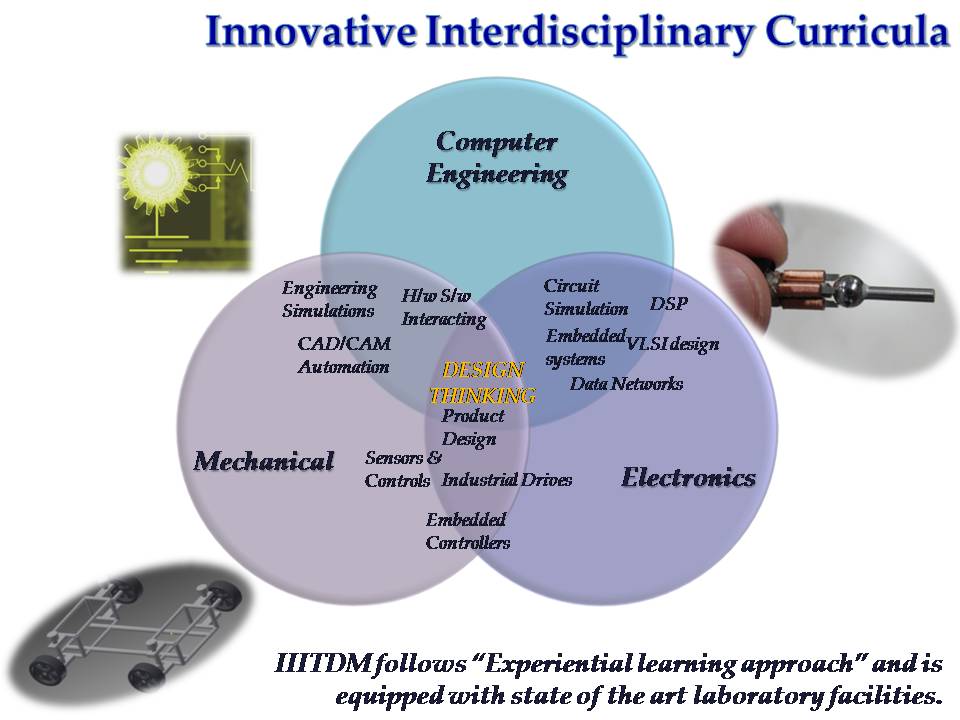 Innovative Interdisciplinary Curricula
Computer
Engineering
Engineering
Simulations
H/w S/w
Interacting
CAD/CAM
Automation
Circuit
Simulation
DSP
Embedded
systems
VLSI design
Data Networks
DESIGN
THINKING
Product
Design
Mechanical
Sensors &
Controls
Industrial Drives
Electronics
Embedded
Controllers
IIITDM follows “Experiential learning approach” and is
equipped with state of the art laboratory facilities.